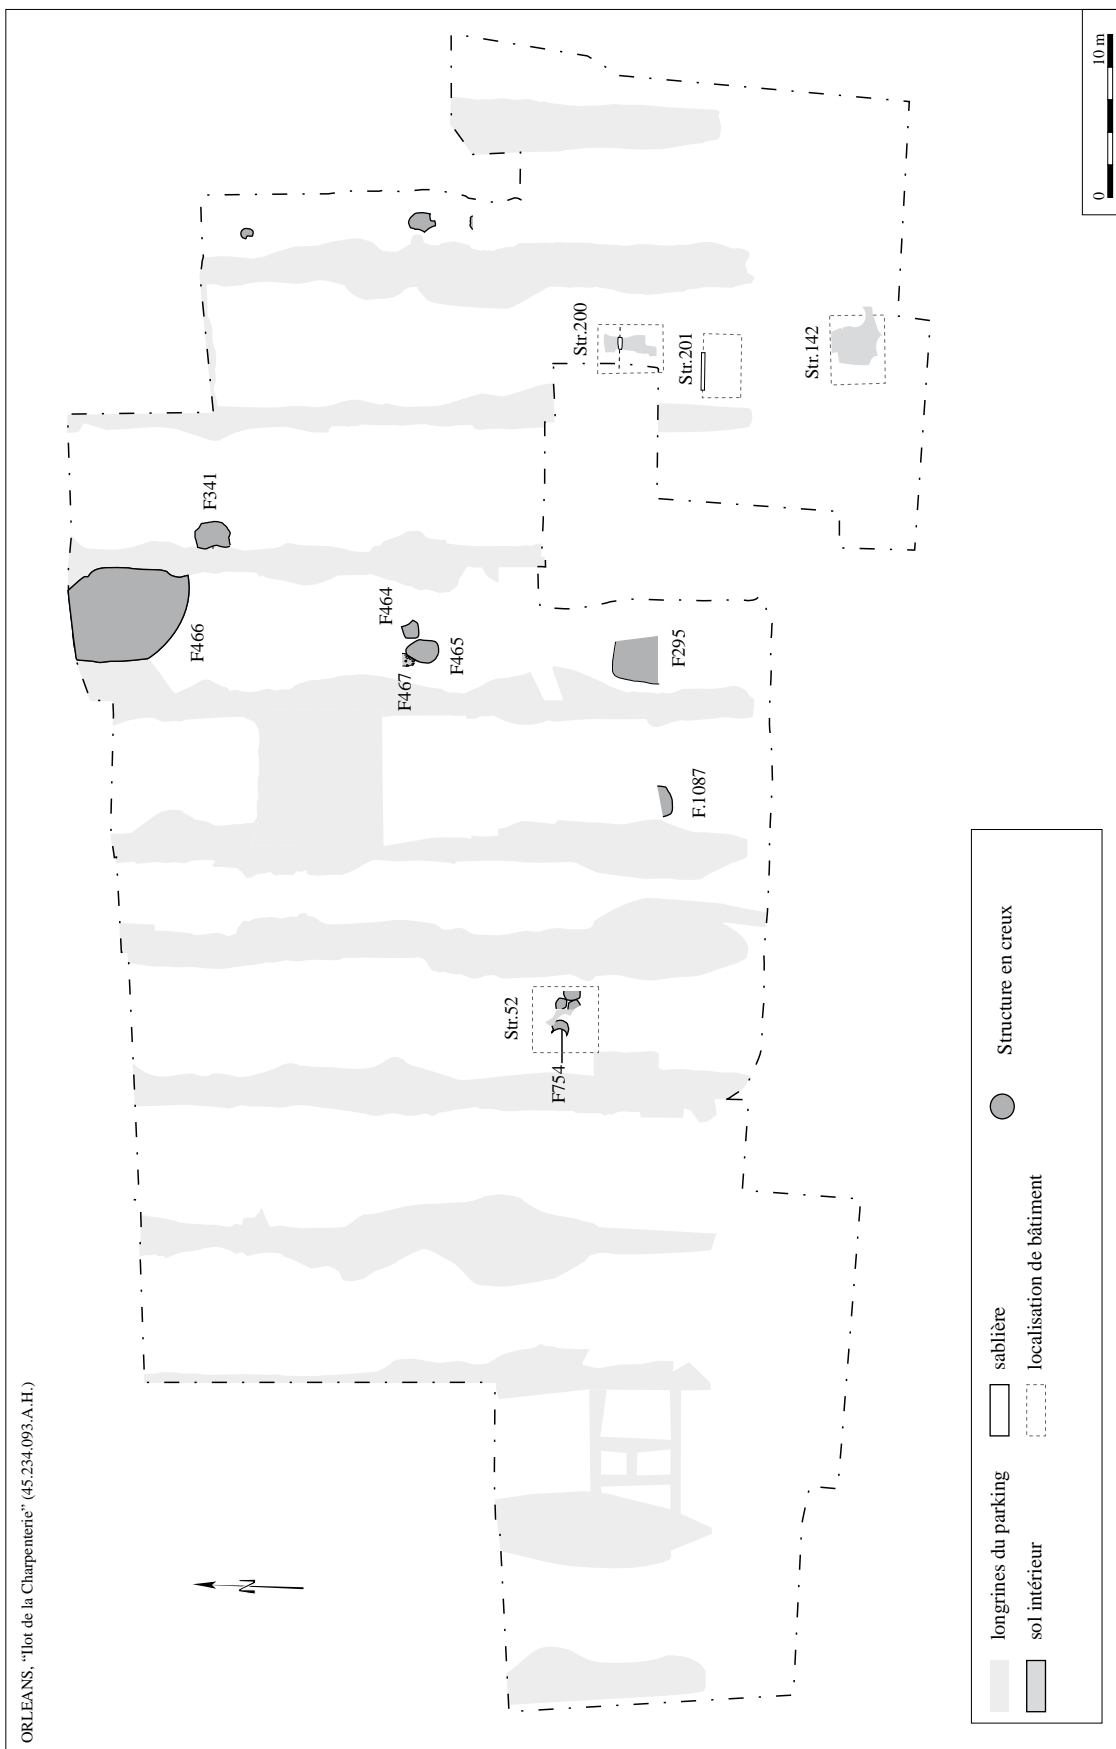 ORLEANS, "Ilot de la Charpenterie" (45.234.093.A.H.)
N
F466
F341
F464
F467
F465
F295
F.1087
Str.52
F754
Str.200
Str.201
Str.142
longrines du parking
sablière
Structure en creux
sol intérieur
localisation de bâtiment
0
10 m